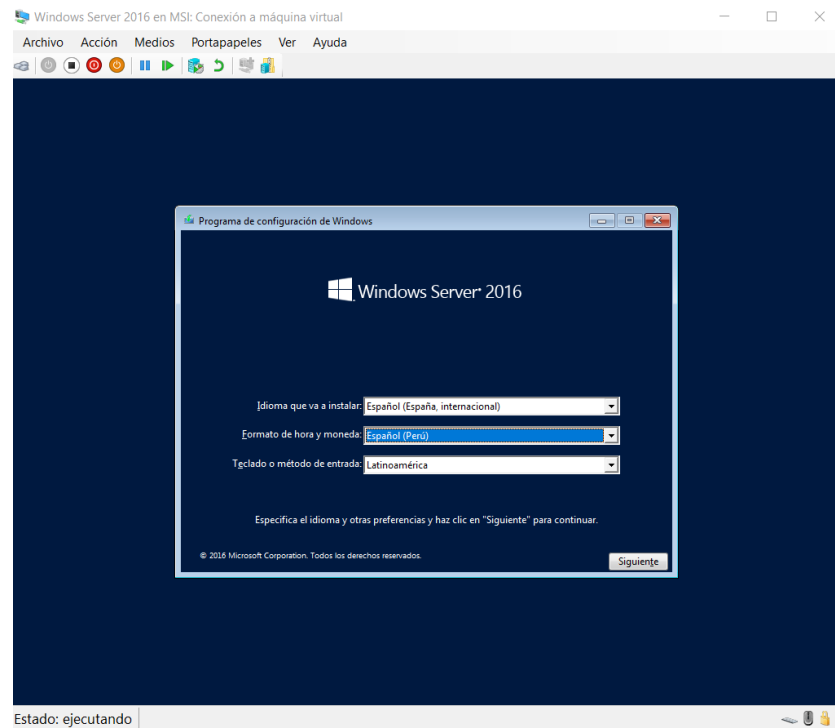 Windows Server 2016 en MSI: Conexión a máquina virtual
Archivo Acción Medios Portapapeles Ver Ayuda
Programa de configuración de Windows
Windows Server 2016
Idioma que va a instalar: Español (España, internacional)
Formato de hora y moneda: Español (Perú)
Teclado o método de entrada: Latinoamérica
Especifica el idioma y otras preferencias y haz clic en "Siguiente" para continuar.
© 2016 Microsoft Corporation. Todos los derechos reservados.
Siguiente
Estado: ejecutando